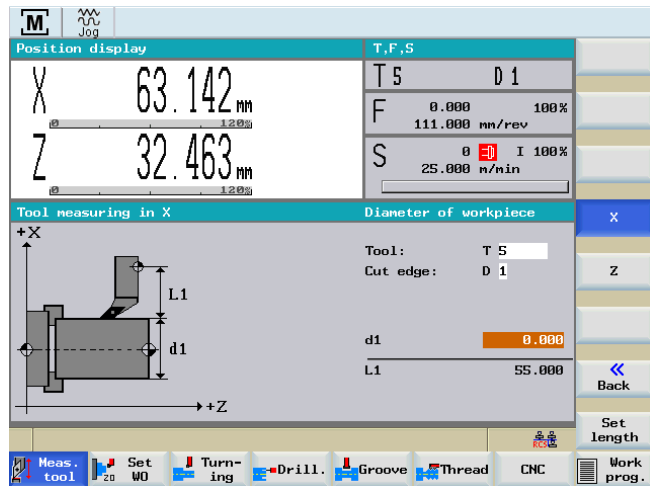 M
Jog
Position display
T,F,S
X 63.142 mm
0 120%
Z 32.463 mm
0 120%
T 5 D 1
F 0.000 100%
111.000 mm/rev
S 0 I 100%
25.000 m/min
Tool measuring in X
Diameter of workpiece
+X
L1
d1
+Z
Tool: T 5
Cut edge: D 1
d1 0.000
L1 55.000
X
Z
« Back
Set length
RCS
Meas. tool
Set WO
Turn-ing
Drill.
Groove
Thread
CNC
Work prog.